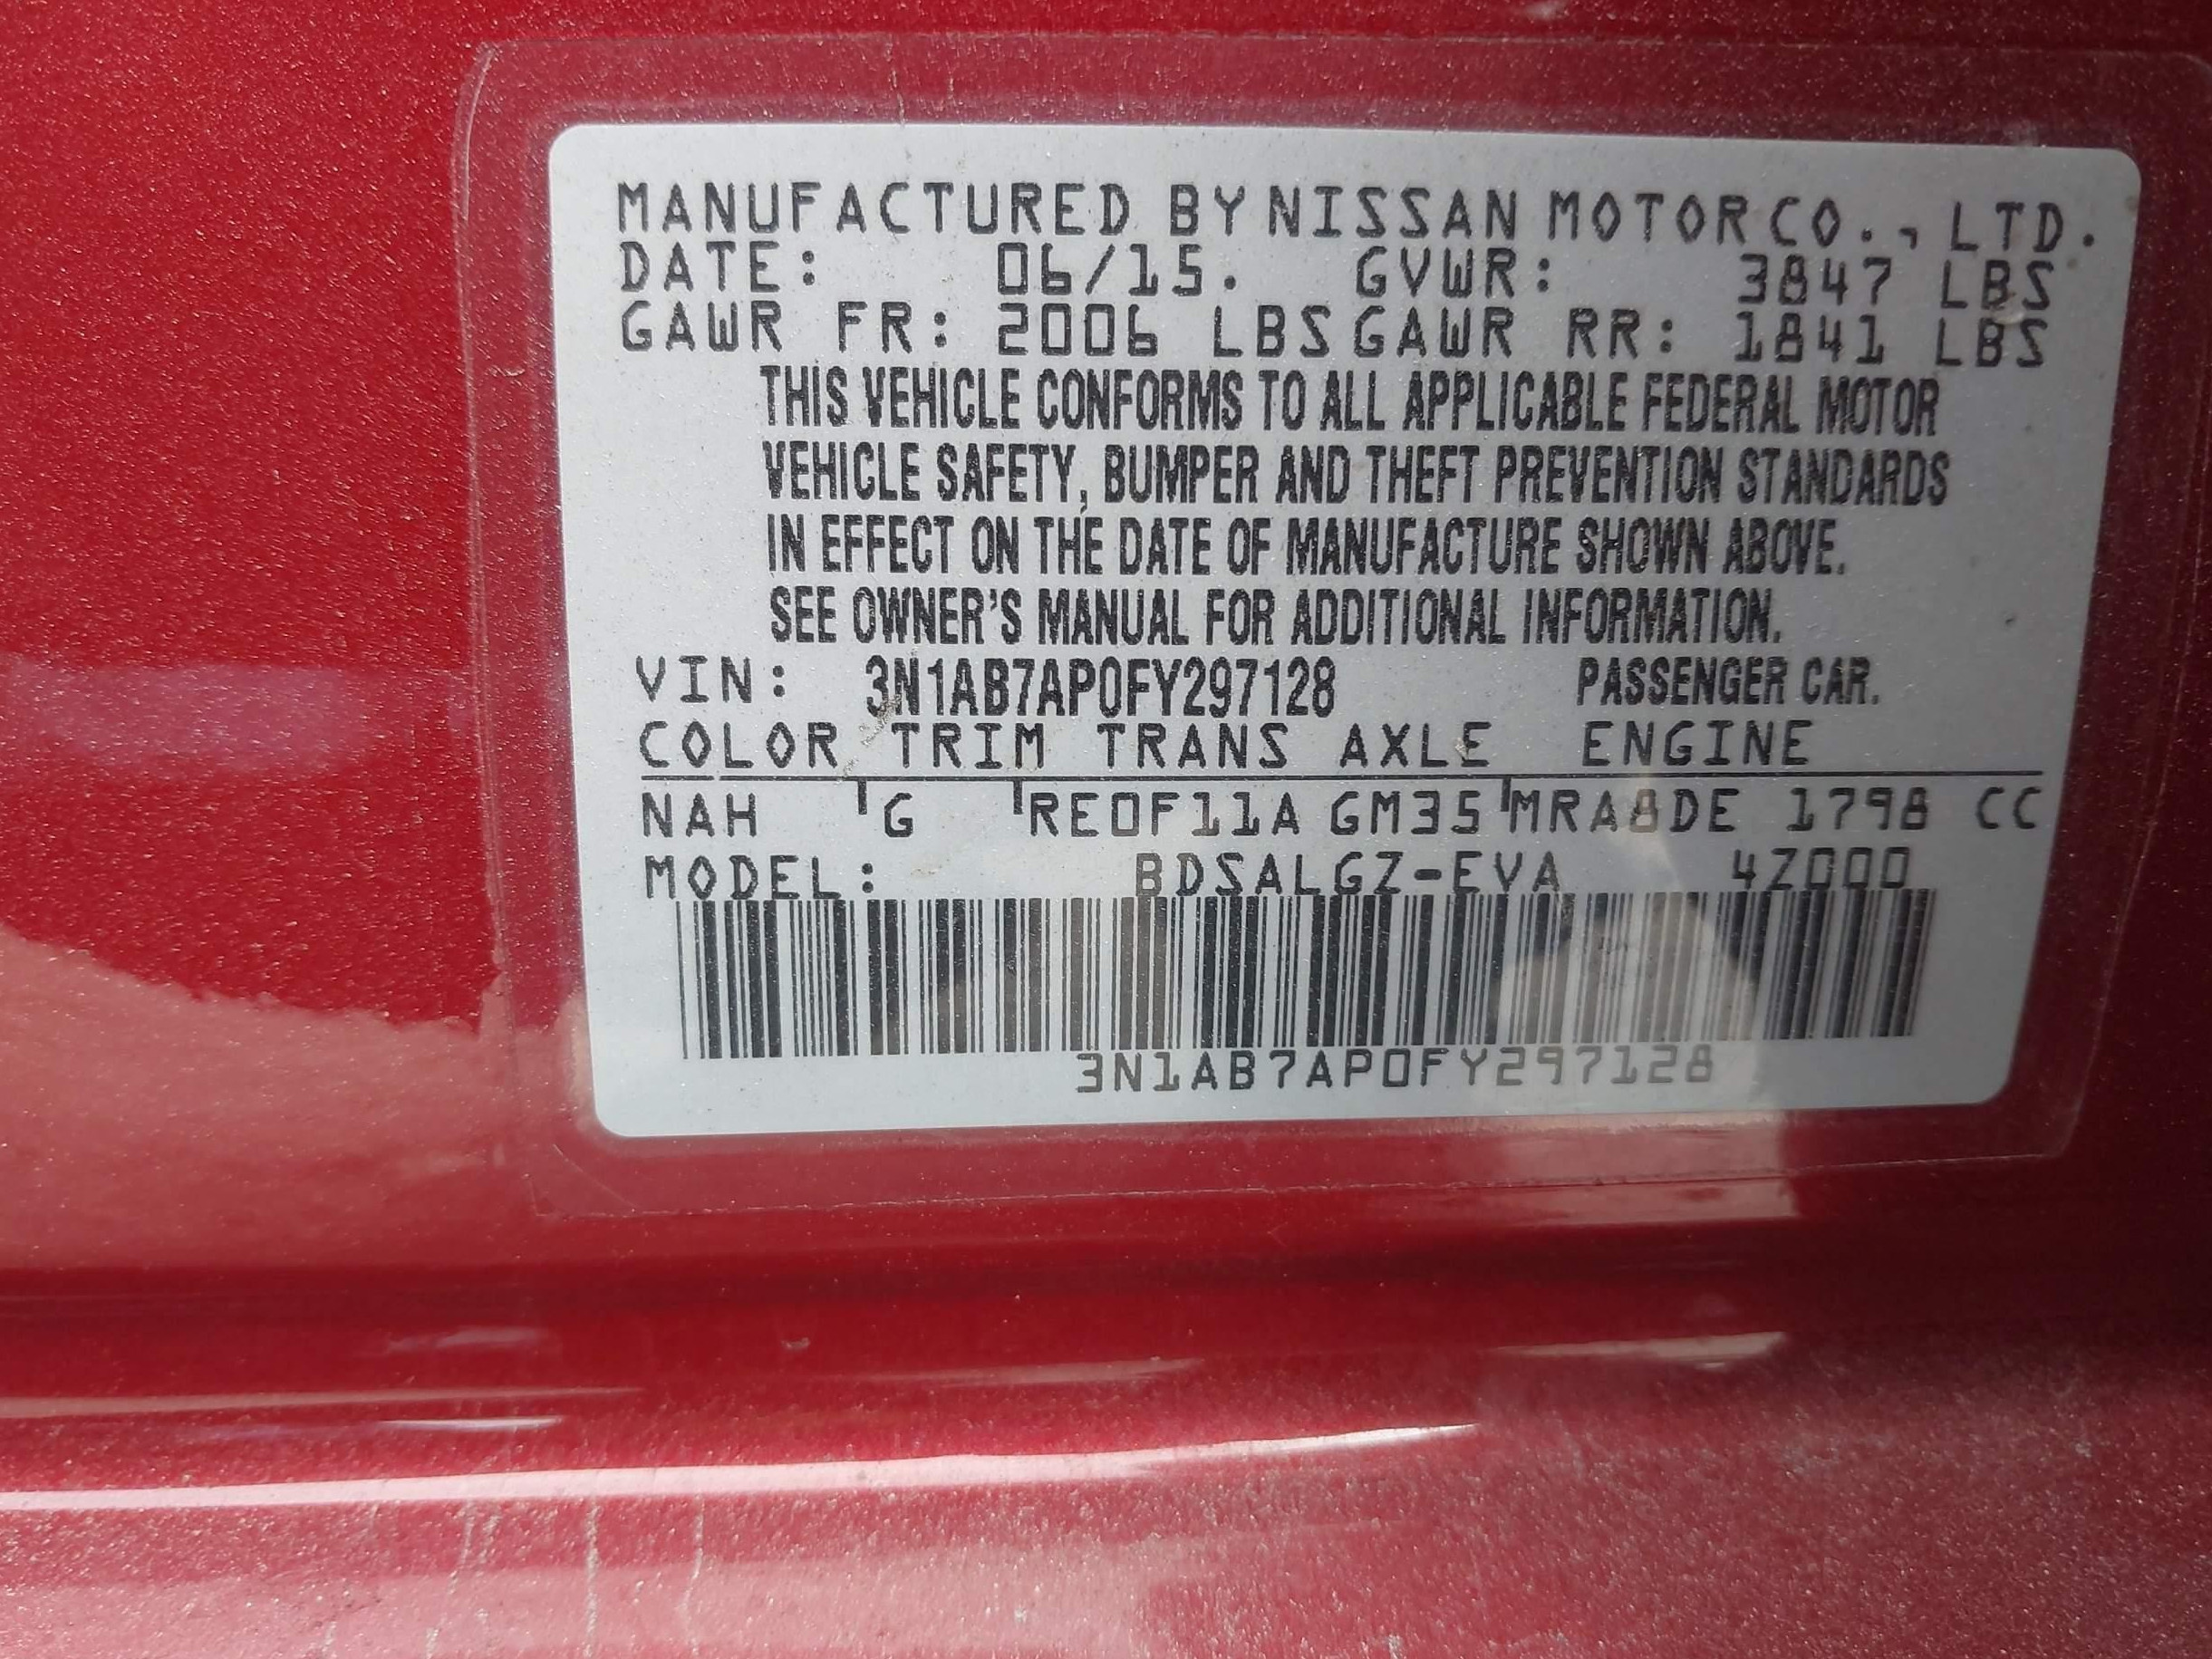 MANUFACTURED BY NISSAN MOTOR CO., LTD.
DATE: 06/15. GVWR: 3847 LBS
GAWR FR: 2006 LBS GAWR RR: 1841 LBS
THIS VEHICLE CONFORMS TO ALL APPLICABLE FEDERAL MOTOR
VEHICLE SAFETY, BUMPER AND THEFT PREVENTION STANDARDS
IN EFFECT ON THE DATE OF MANUFACTURE SHOWN ABOVE.
SEE OWNER'S MANUAL FOR ADDITIONAL INFORMATION.
VIN: 3N1AB7AP0FY297128 PASSENGER CAR.
COLOR TRIM TRANS AXLE ENGINE
NAH G RE0F11A GM35 MRA8DE 1798 CC
MODEL: BDSALGZ-EVA 4Z000
3N1AB7AP0FY297128